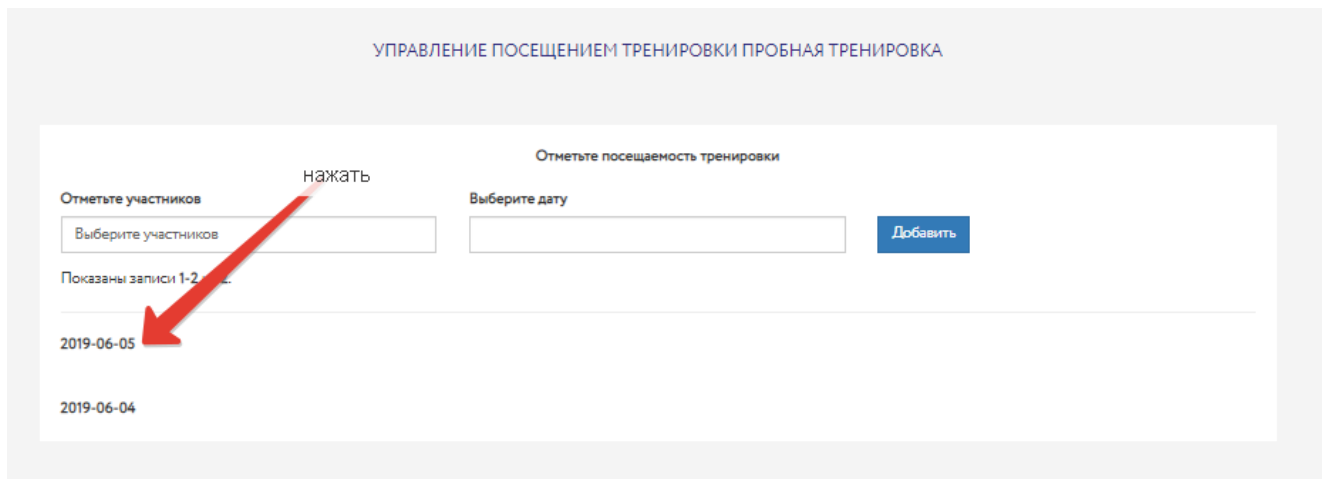 УПРАВЛЕНИЕ ПОСЕЩЕНИЕМ ТРЕНИРОВКИ ПРОБНАЯ ТРЕНИРОВКА
Отметьте посещаемость тренировки
нажать
Отметьте участников
Выберите дату
Выберите участников
Добавить
Показаны записи 1-2
2019-06-05
2019-06-04